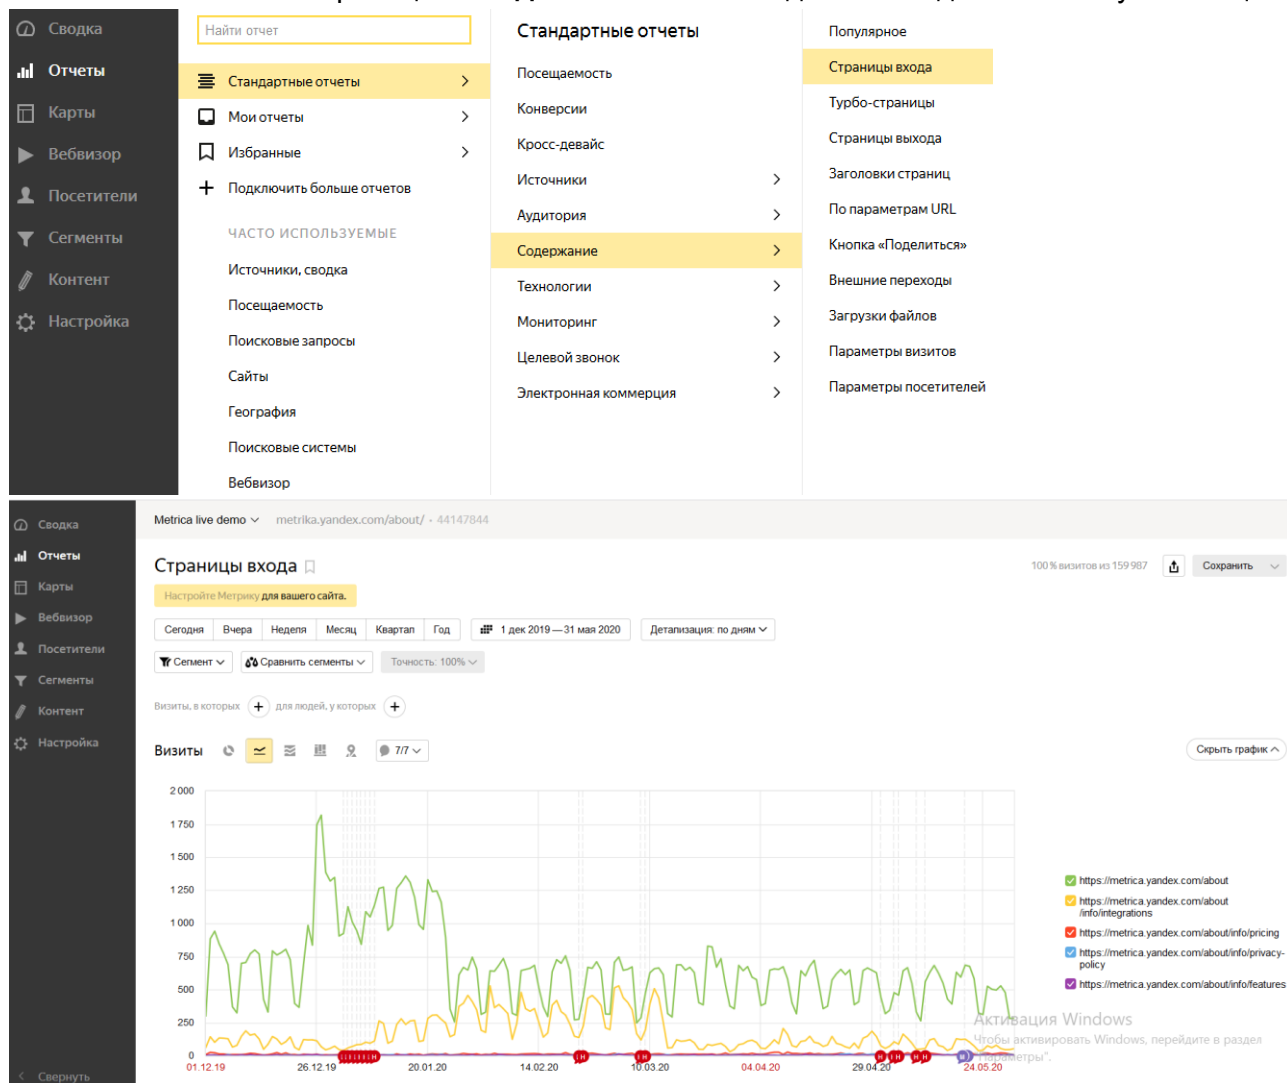 Сводка
Отчеты
Карты
Вебвизор
Посетители
Сегменты
Контент
Настройка
Найти отчет
Стандартные отчеты
Мои отчеты
Избранные
Подключить больше отчетов
ЧАСТО ИСПОЛЬЗУЕМЫЕ
Источники, сводка
Посещаемость
Поисковые запросы
Сайты
География
Поисковые системы
Вебвизор
Стандартные отчеты
Посещаемость
Конверсии
Кросс-девайс
Источники
Аудитория
Содержание
Технологии
Мониторинг
Целевой звонок
Электронная коммерция
Популярное
Страницы входа
Турбо-страницы
Страницы выхода
Заголовки страниц
По параметрам URL
Кнопка «Поделиться»
Внешние переходы
Загрузки файлов
Параметры визитов
Параметры посетителей
Сводка
Отчеты
Карты
Вебвизор
Посетители
Сегменты
Контент
Настройка
Свернуть
Metrica live demo metrika.yandex.com/about/ • 44147844
Страницы входа
100 % визитов из 159 987 Сохранить
Настройте Метрику для вашего сайта.
Сегодня Вчера Неделя Месяц Квартал Год 1 дек 2019 — 31 мая 2020 Детализация: по дням
Сегмент Сравнить сегменты Точность: 100%
Визиты, в которых + для людей, у которых +
Визиты 7/7 Скрыть график
2 000
1 750
1 500
1 250
1 000
750
500
250
0
01.12.19 26.12.19 20.01.20 14.02.20 10.03.20 04.04.20 29.04.20 24.05.20
https://metrica.yandex.com/about
https://metrica.yandex.com/about
/info/integrations
https://metrica.yandex.com/about/info/pricing
https://metrica.yandex.com/about/info/privacy-
policy
https://metrica.yandex.com/about/info/features
Активация Windows
Чтобы активировать Windows, перейдите в раздел
"Параметры".